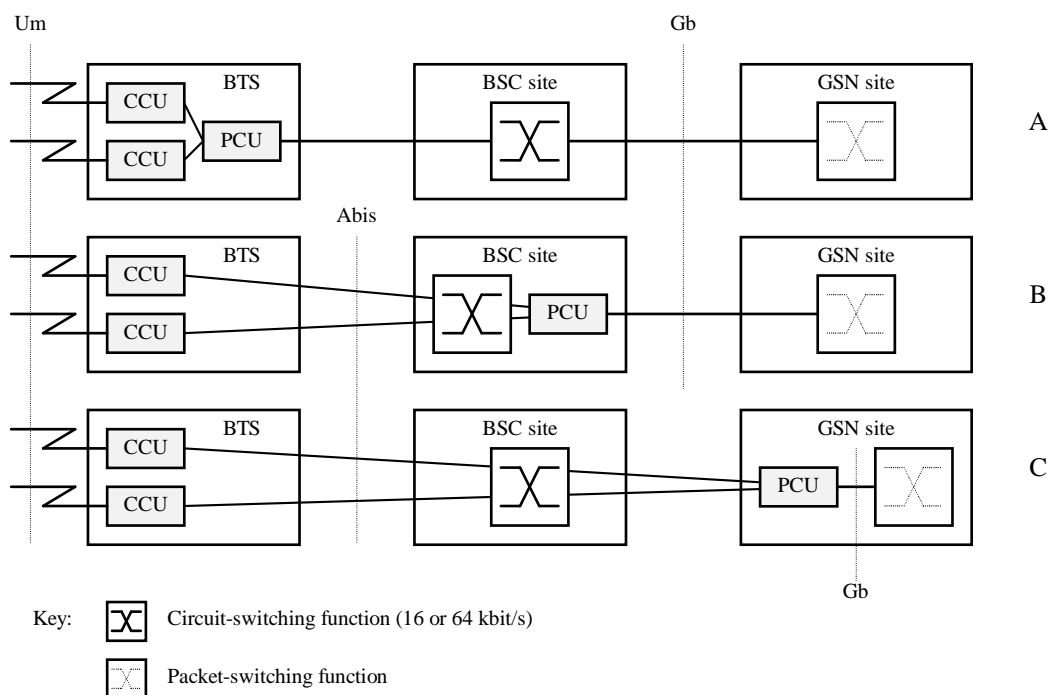 Um
Gb
BTS
BSC site
GSN site
CCU
CCU
PCU
A
Abis
BTS
BSC site
GSN site
CCU
CCU
PCU
B
BTS
BSC site
GSN site
CCU
CCU
PCU
C
Gb
Key:
Circuit-switching function (16 or 64 kbit/s)
Packet-switching function